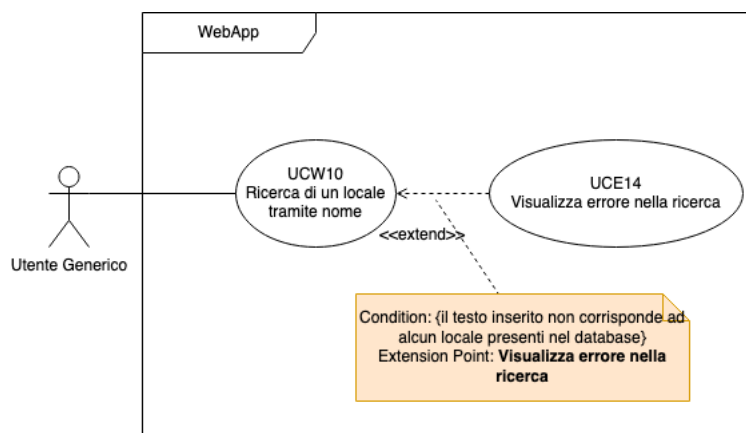 WebApp
UCW10
Ricerca di un locale
tramite nome
UCE14
Visualizza errore nella ricerca
<<extend>>
Utente Generico
Condition: {il testo inserito non corrisponde ad
alcun locale presenti nel database}
Extension Point: Visualizza errore nella
ricerca